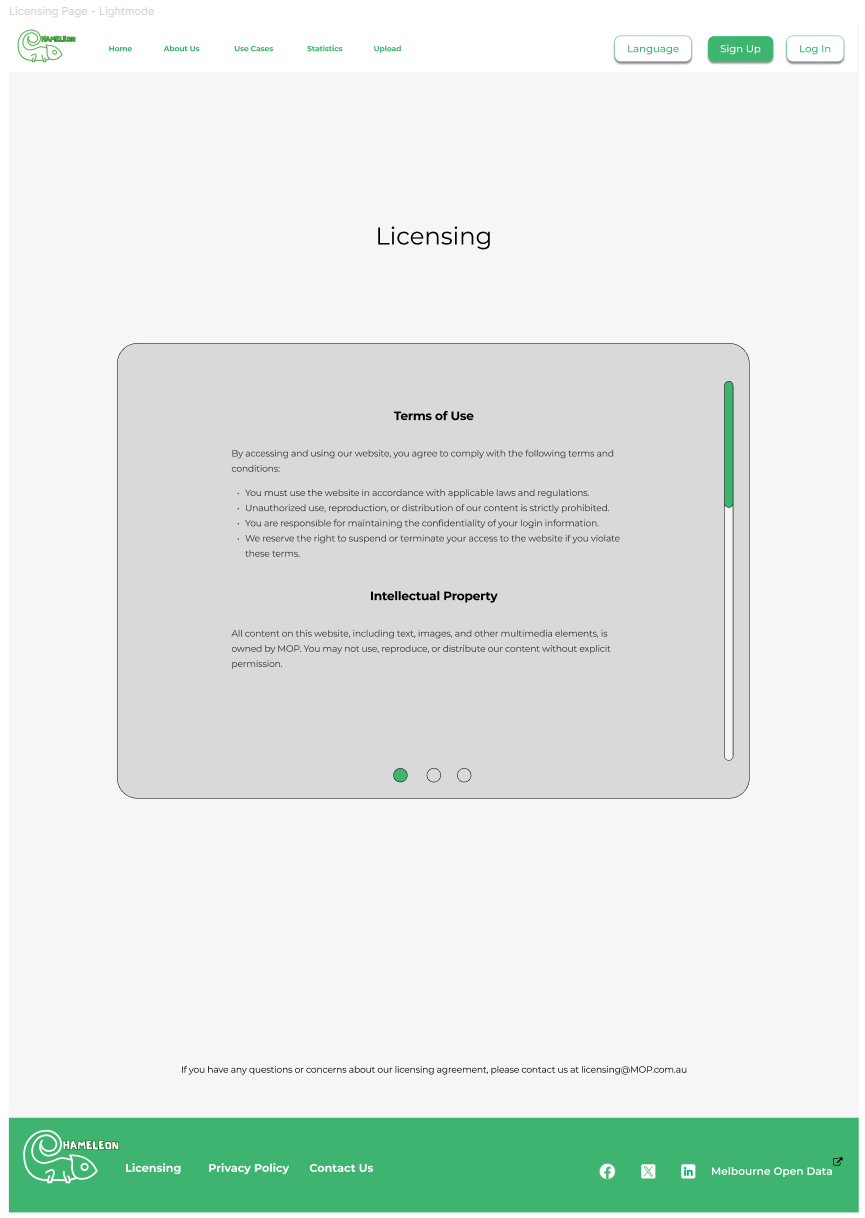 Licensing Page - Lightmode
HAMELEON
Home About Us Use Cases Statistics Upload
Language Sign Up Log In
Licensing
Terms of Use
By accessing and using our website, you agree to comply with the following terms and
conditions:
• You must use the website in accordance with applicable laws and regulations.
• Unauthorized use, reproduction, or distribution of our content is strictly prohibited.
• You are responsible for maintaining the confidentiality of your login information.
• We reserve the right to suspend or terminate your access to the website if you violate
these terms.
Intellectual Property
All content on this website, including text, images, and other multimedia elements, is
owned by MOP. You may not use, reproduce, or distribute our content without explicit
permission.
If you have any questions or concerns about our licensing agreement, please contact us at licensing@MOP.com.au
HAMELEON
Licensing Privacy Policy Contact Us
Melbourne Open Data